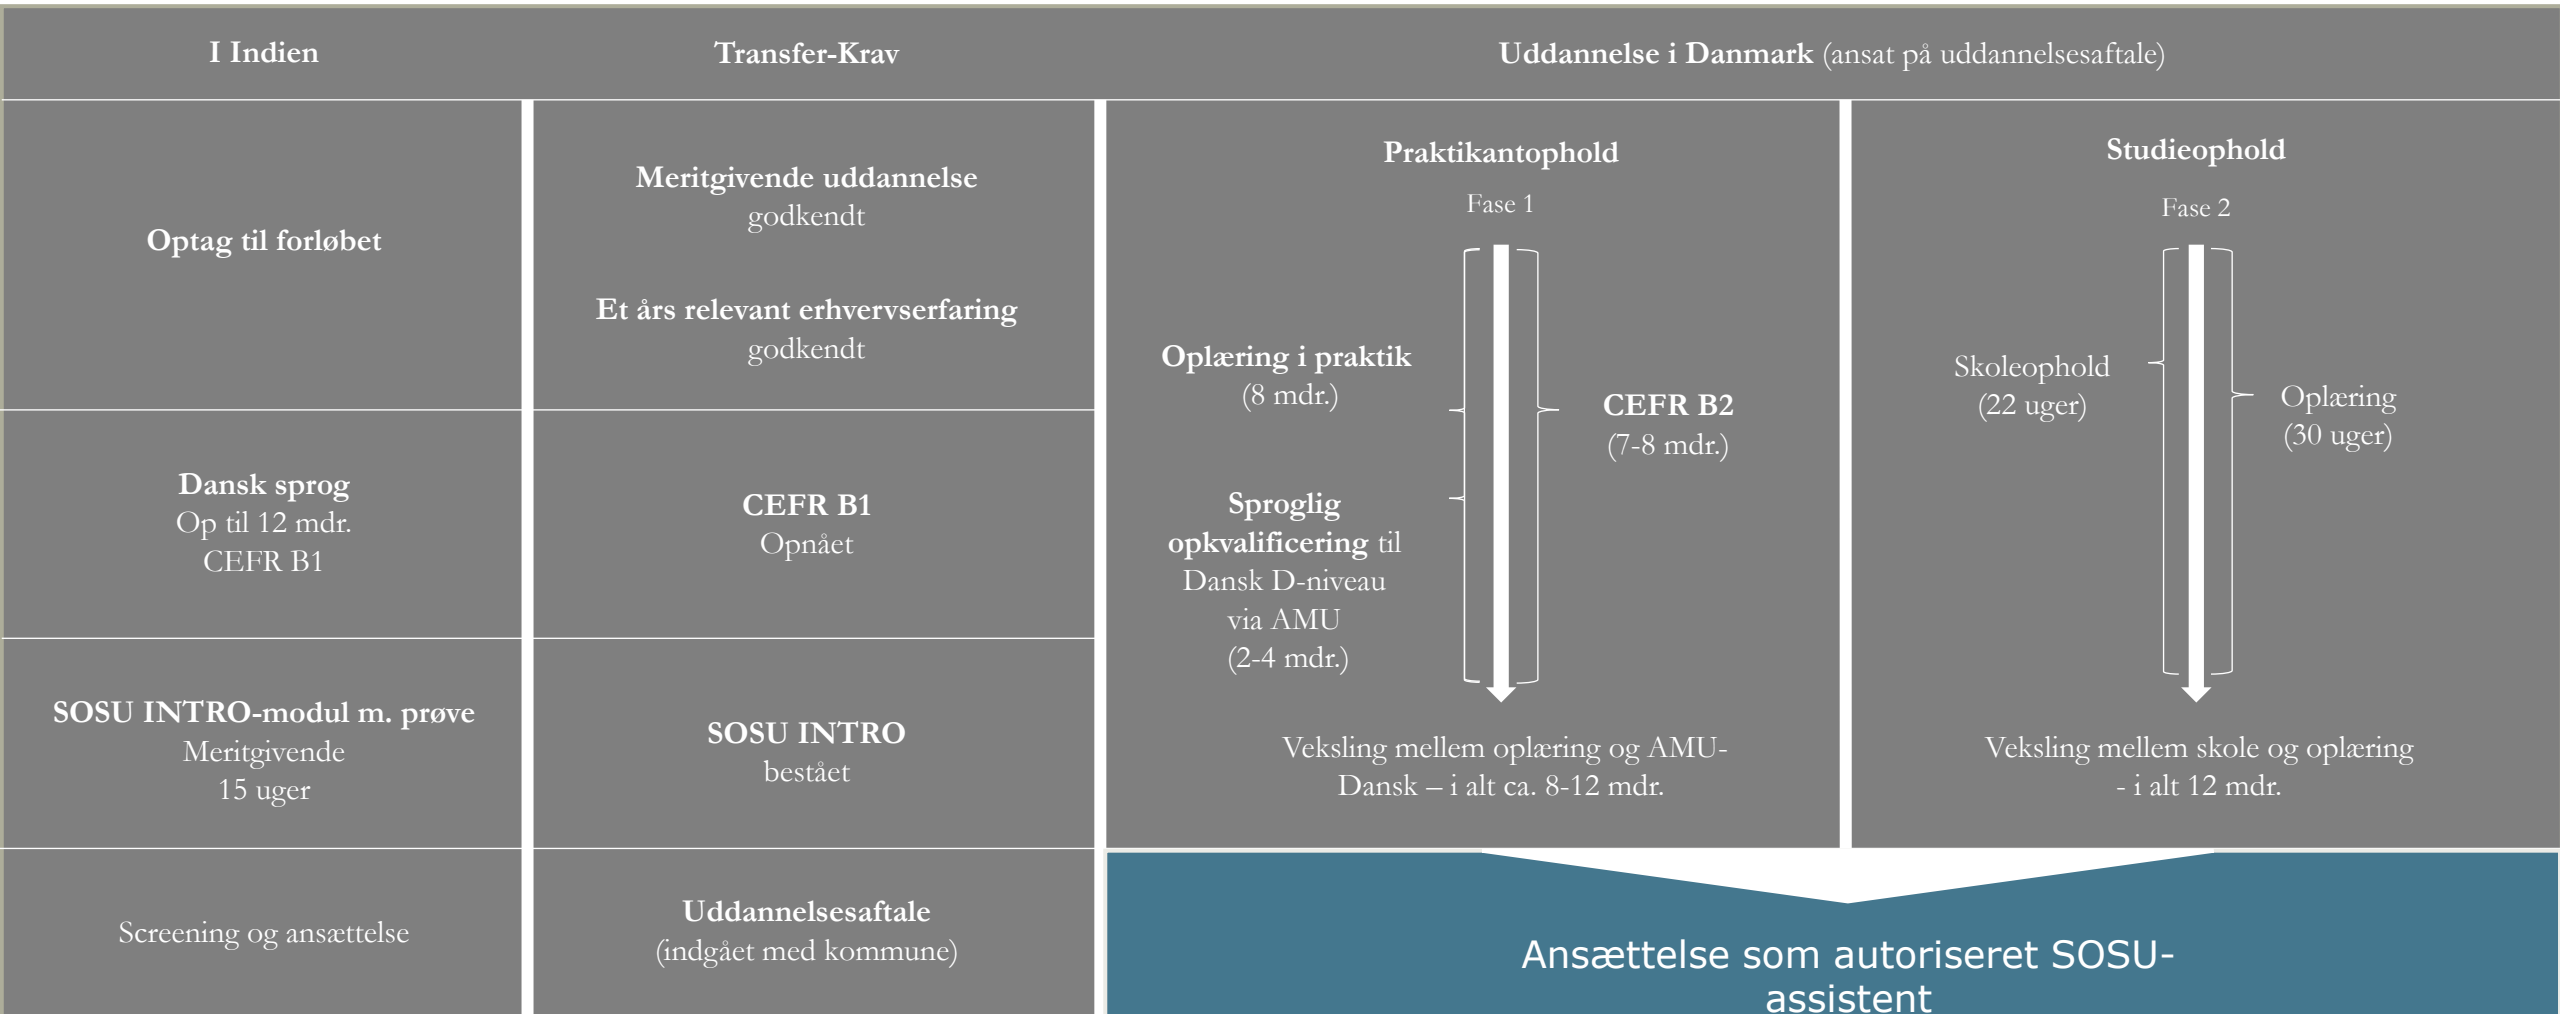 I Indien
Transfer-Krav
Uddannelse i Danmark (ansat på uddannelsesaftale)
Optag til forløbet
Meritgivende uddannelse
godkendt
Et års relevant erhvervserfaring
godkendt
Dansk sprog
Op til 12 mdr.
CEFR B1
CEFR B1
Opnået
SOSU INTRO-modul m. prøve
Meritgivende
15 uger
SOSU INTRO
bestået
Screening og ansættelse
Uddannelsesaftale
(indgået med kommune)
Praktikantophold
Fase 1
Oplæring i praktik
(8 mdr.)
Sproglig
opkvalificering til
Dansk D-niveau
via AMU
(2-4 mdr.)
CEFR B2
(7-8 mdr.)
Veksling mellem oplæring og AMU-
Dansk – i alt ca. 8-12 mdr.
Studieophold
Fase 2
Skoleophold
(22 uger)
Oplæring
(30 uger)
Veksling mellem skole og oplæring
- i alt 12 mdr.
Ansættelse som autoriseret SOSU-
assistent